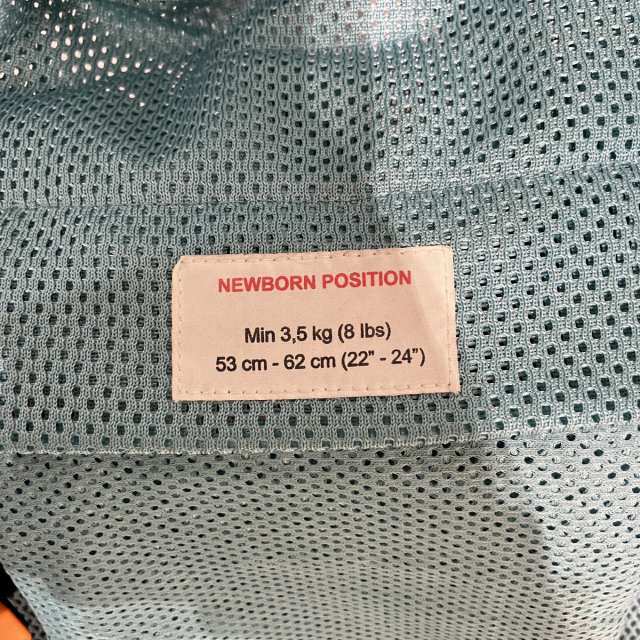 NEWBORN POSITION
Min 3,5 kg (8 lbs)
53 cm - 62 cm (22" - 24")